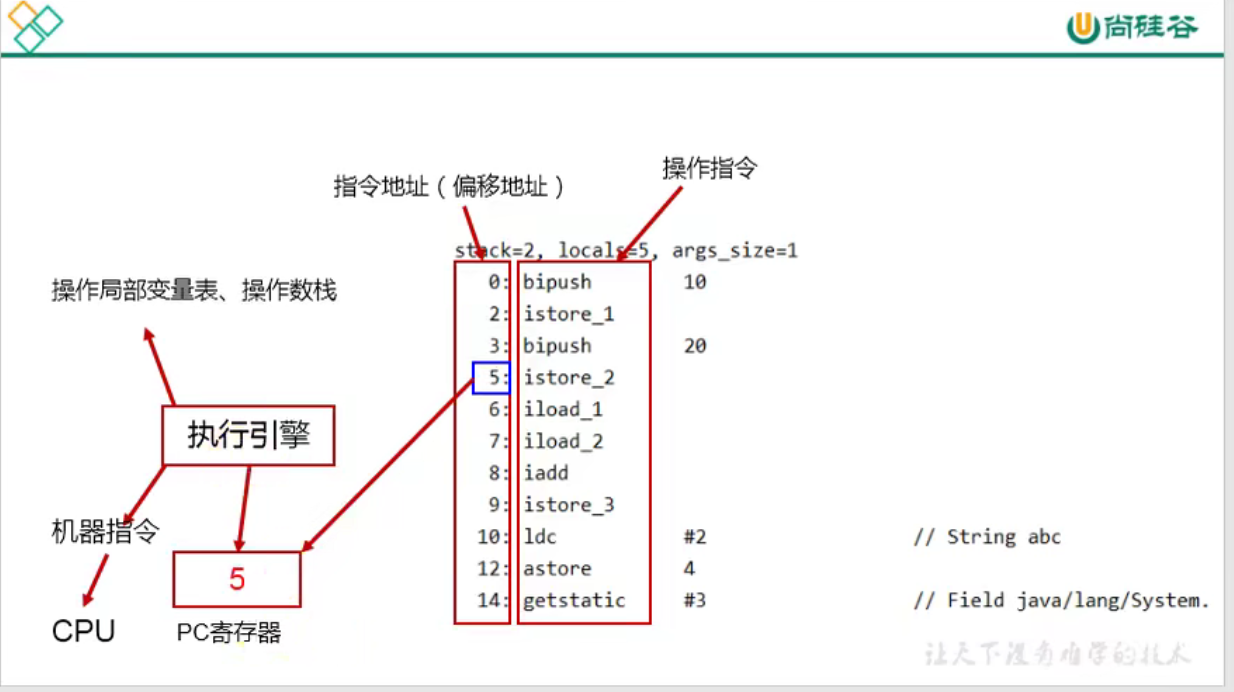 尚硅谷
操作指令
指令地址（偏移地址）
stack=2, locals=5, args_size=1
操作局部变量表、操作数栈
0: bipush 10
2: istore_1
3: bipush 20
5: istore_2
6: iload_1
执行引擎
7: iload_2
8: iadd
9: istore_3
机器指令
10: ldc #2 // String abc
12: astore 4
5
14: getstatic #3 // Field java/lang/System.
CPU
PC寄存器
让天下没有难学的技术